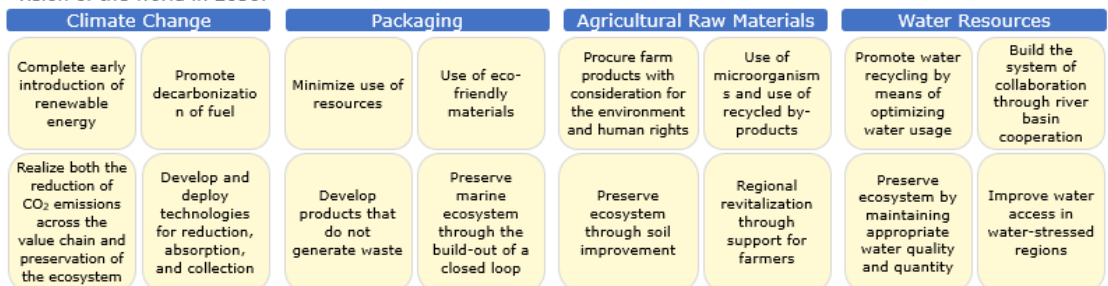 Climate Change
Packaging
Agricultural Raw Materials
Water Resources
Complete early
introduction of
renewable
energy
Promote
decarbonizatio
n of fuel
Minimize use of
resources
Use of eco-
friendly
materials
Procure farm
products with
consideration for
the environment
and human rights
Use of
microorganism
s and use of
recycled by-
products
Promote water
recycling by
means of
optimizing
water usage
Build the
system of
collaboration
through river
basin
cooperation
Realize both the
reduction of
CO₂ emissions
across the
value chain and
preservation of
the ecosystem
Develop and
deploy
technologies
for reduction,
absorption,
and collection
Develop
products that
do not
generate waste
Preserve
marine
ecosystem
through the
build-out of a
closed loop
Preserve
ecosystem
through soil
improvement
Regional
revitalization
through
support for
farmers
Preserve
ecosystem by
maintaining
appropriate
water quality
and quantity
Improve water
access in
water-stressed
regions